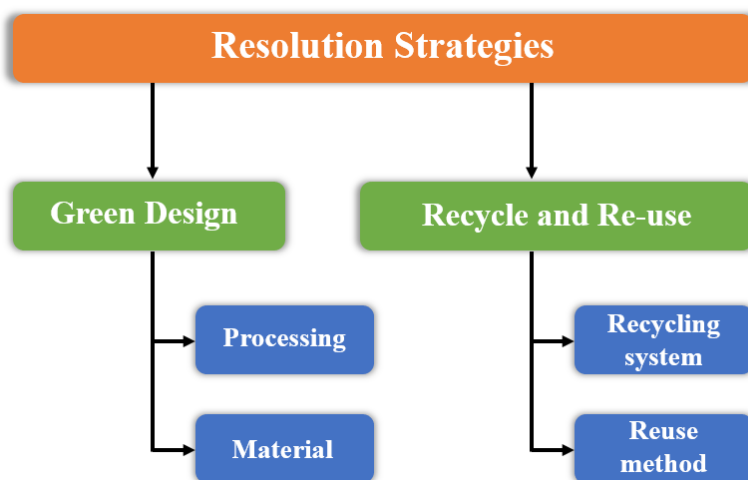 Resolution Strategies
Green Design
Recycle and Re-use
Processing
Recycling
system
Material
Reuse
method